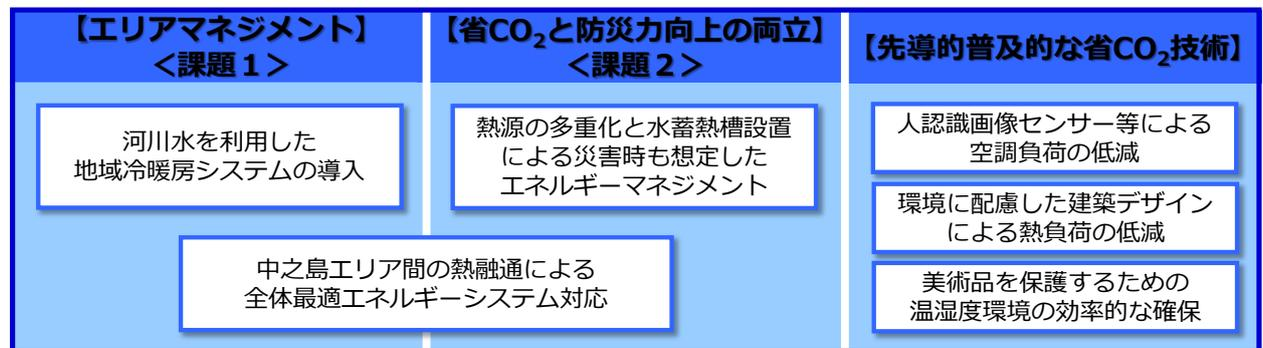 【エリアマネジメント】
＜課題１＞
河川水を利用した
地域冷暖房システムの導入
【省CO₂と防災力向上の両立】
＜課題２＞
熱源の多重化と水蓄熱槽設置
による災害時も想定した
エネルギーマネジメント
中之島エリア間の熱融通による
全体最適エネルギーシステム対応
【先導的普及的な省CO₂技術】
人認識画像センサー等による
空調負荷の低減
環境に配慮した建築デザイン
による熱負荷の低減
美術品を保護するための
温湿度環境の効率的な確保